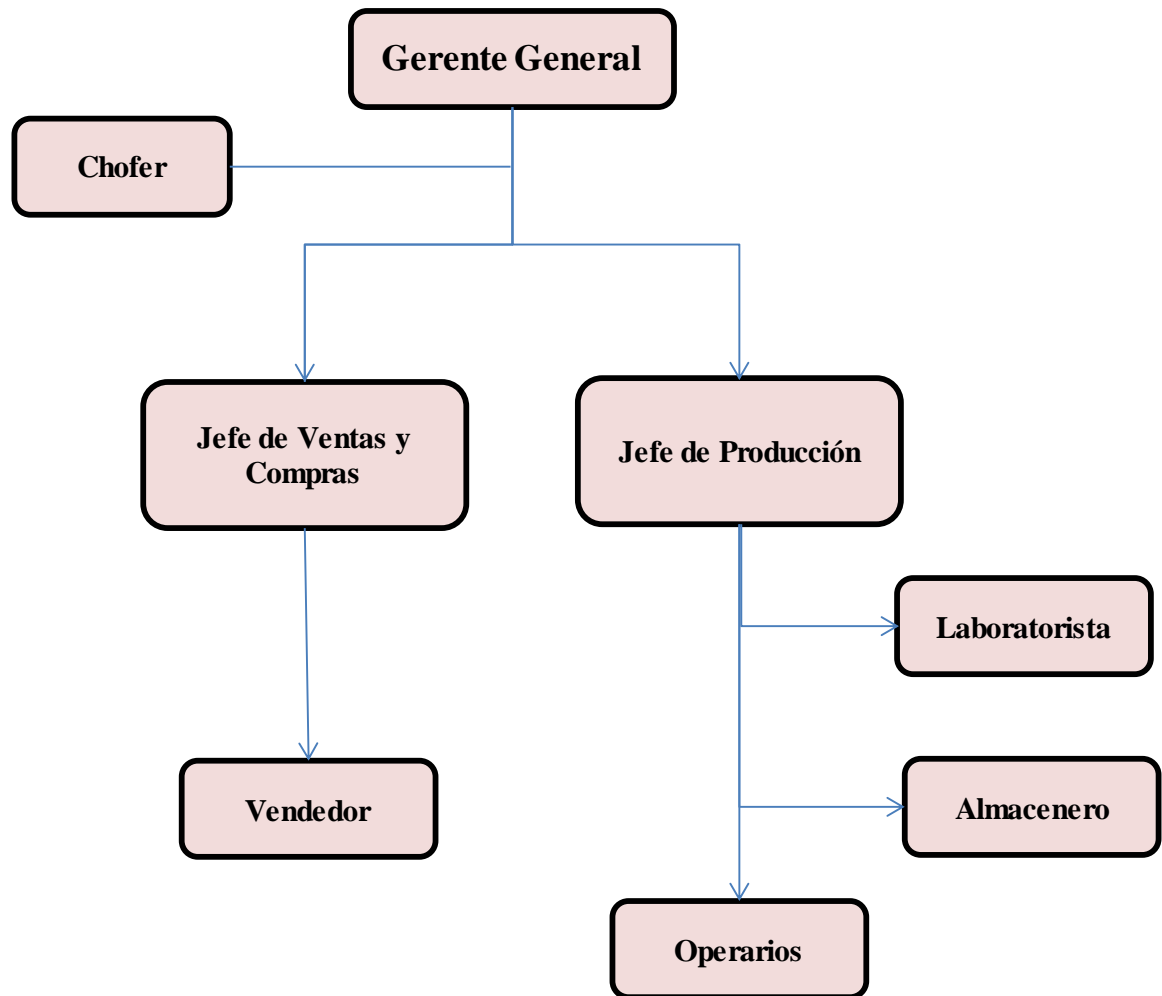 Gerente General
Chofer
Jefe de Ventas y
Compras
Jefe de Producción
Laboratorista
Vendedor
Almacenero
Operarios